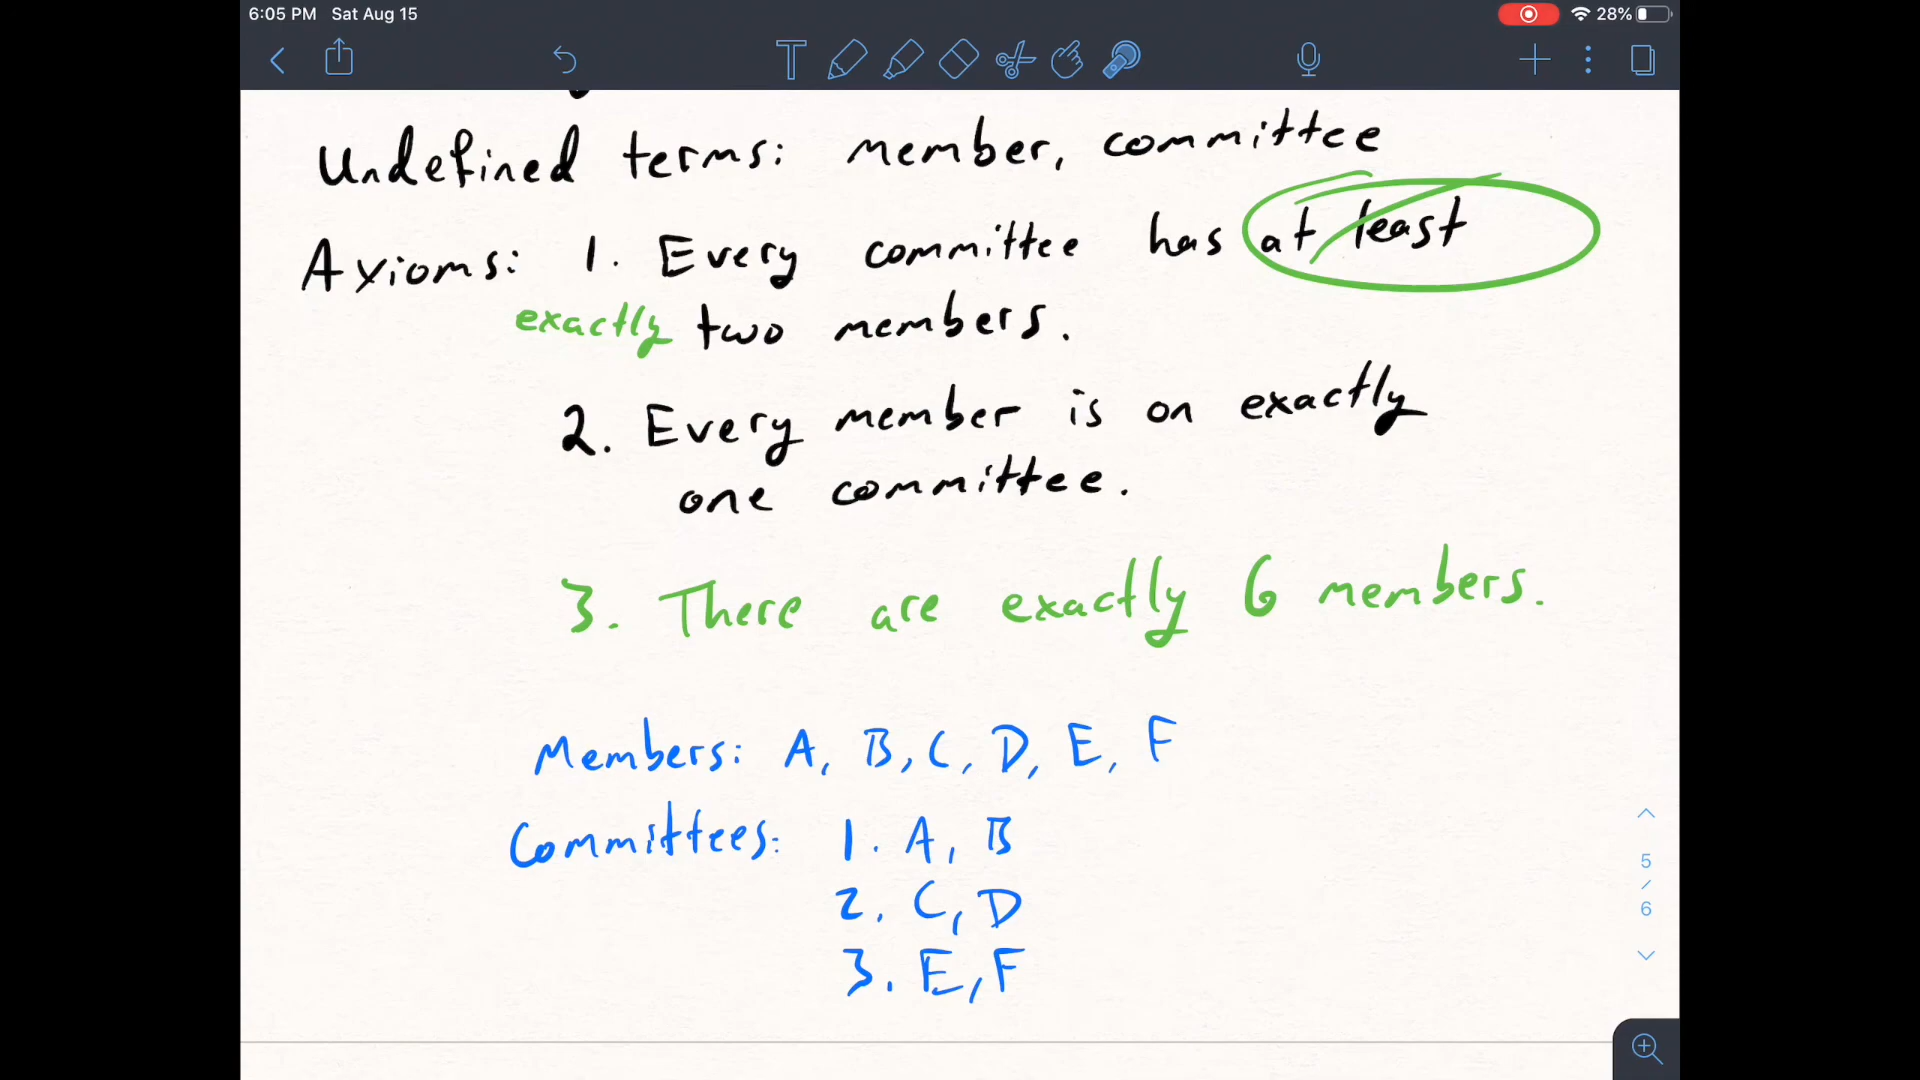 6:05 PM Sat Aug 15
28%
T
Undefined terms: member, committee
Axioms: 1. Every committee has at least
exactly two members.
2. Every member is on exactly
one committee.
3. There are exactly 6 members.
Members: A, B, C, D, E, F
Committees: 1. A, B
2. C, D
3. E, F
5
/
6